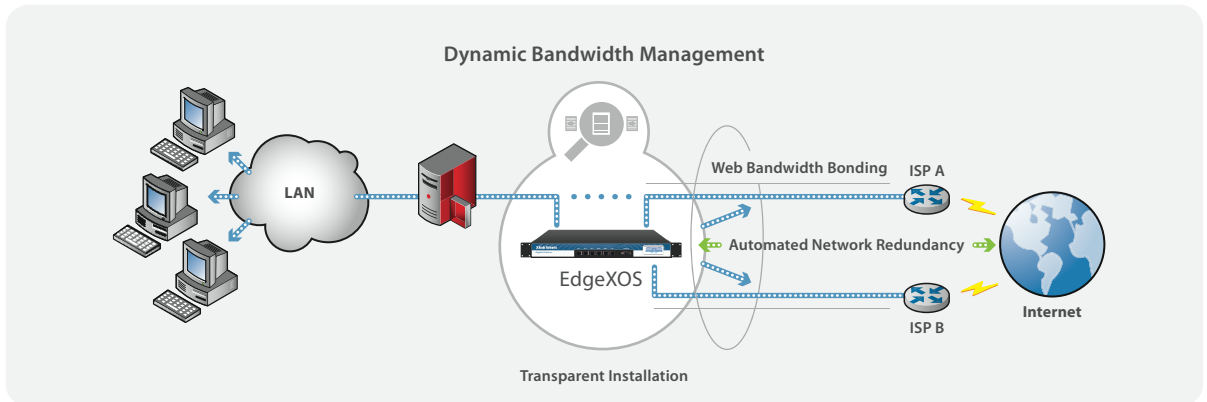 Dynamic Bandwidth Management
LAN
Web Bandwidth Bonding
ISP A
Automated Network Redundancy
EdgeXOS
Internet
ISP B
Transparent Installation